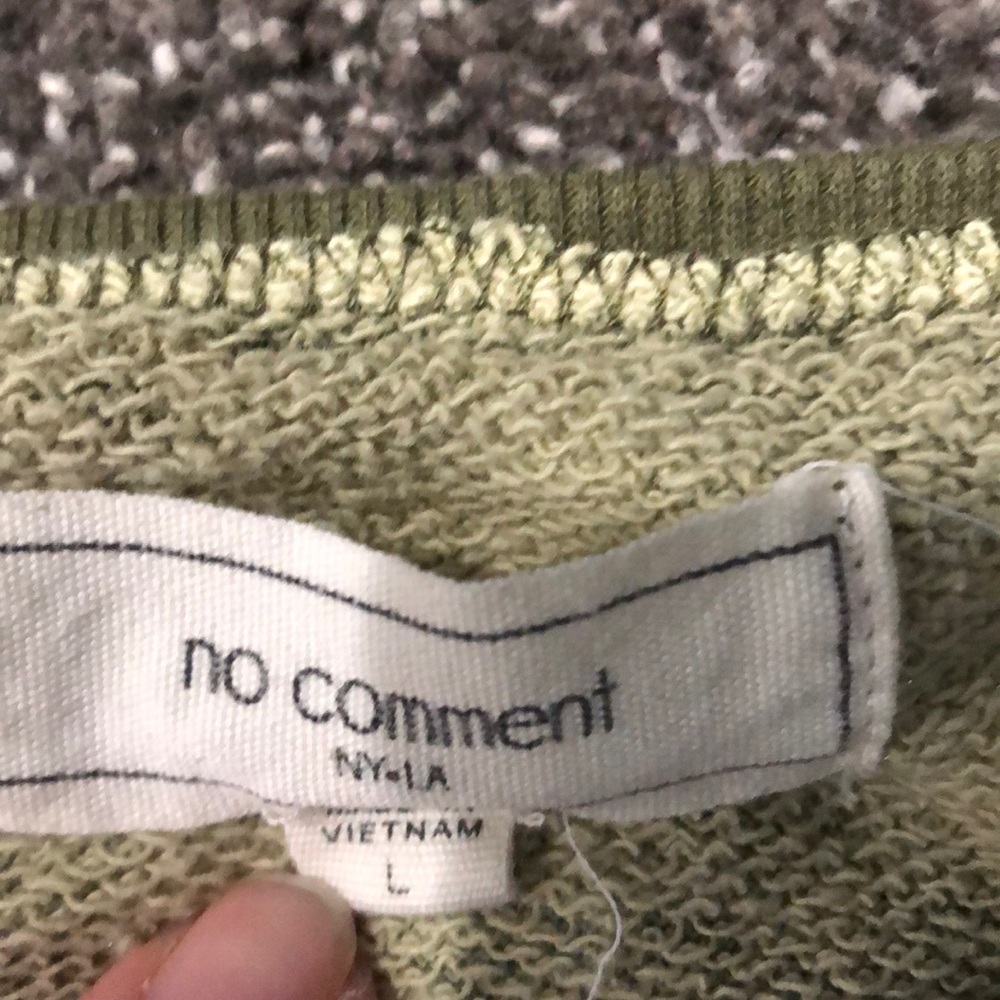 no comment
NY-LA
VIETNAM
L